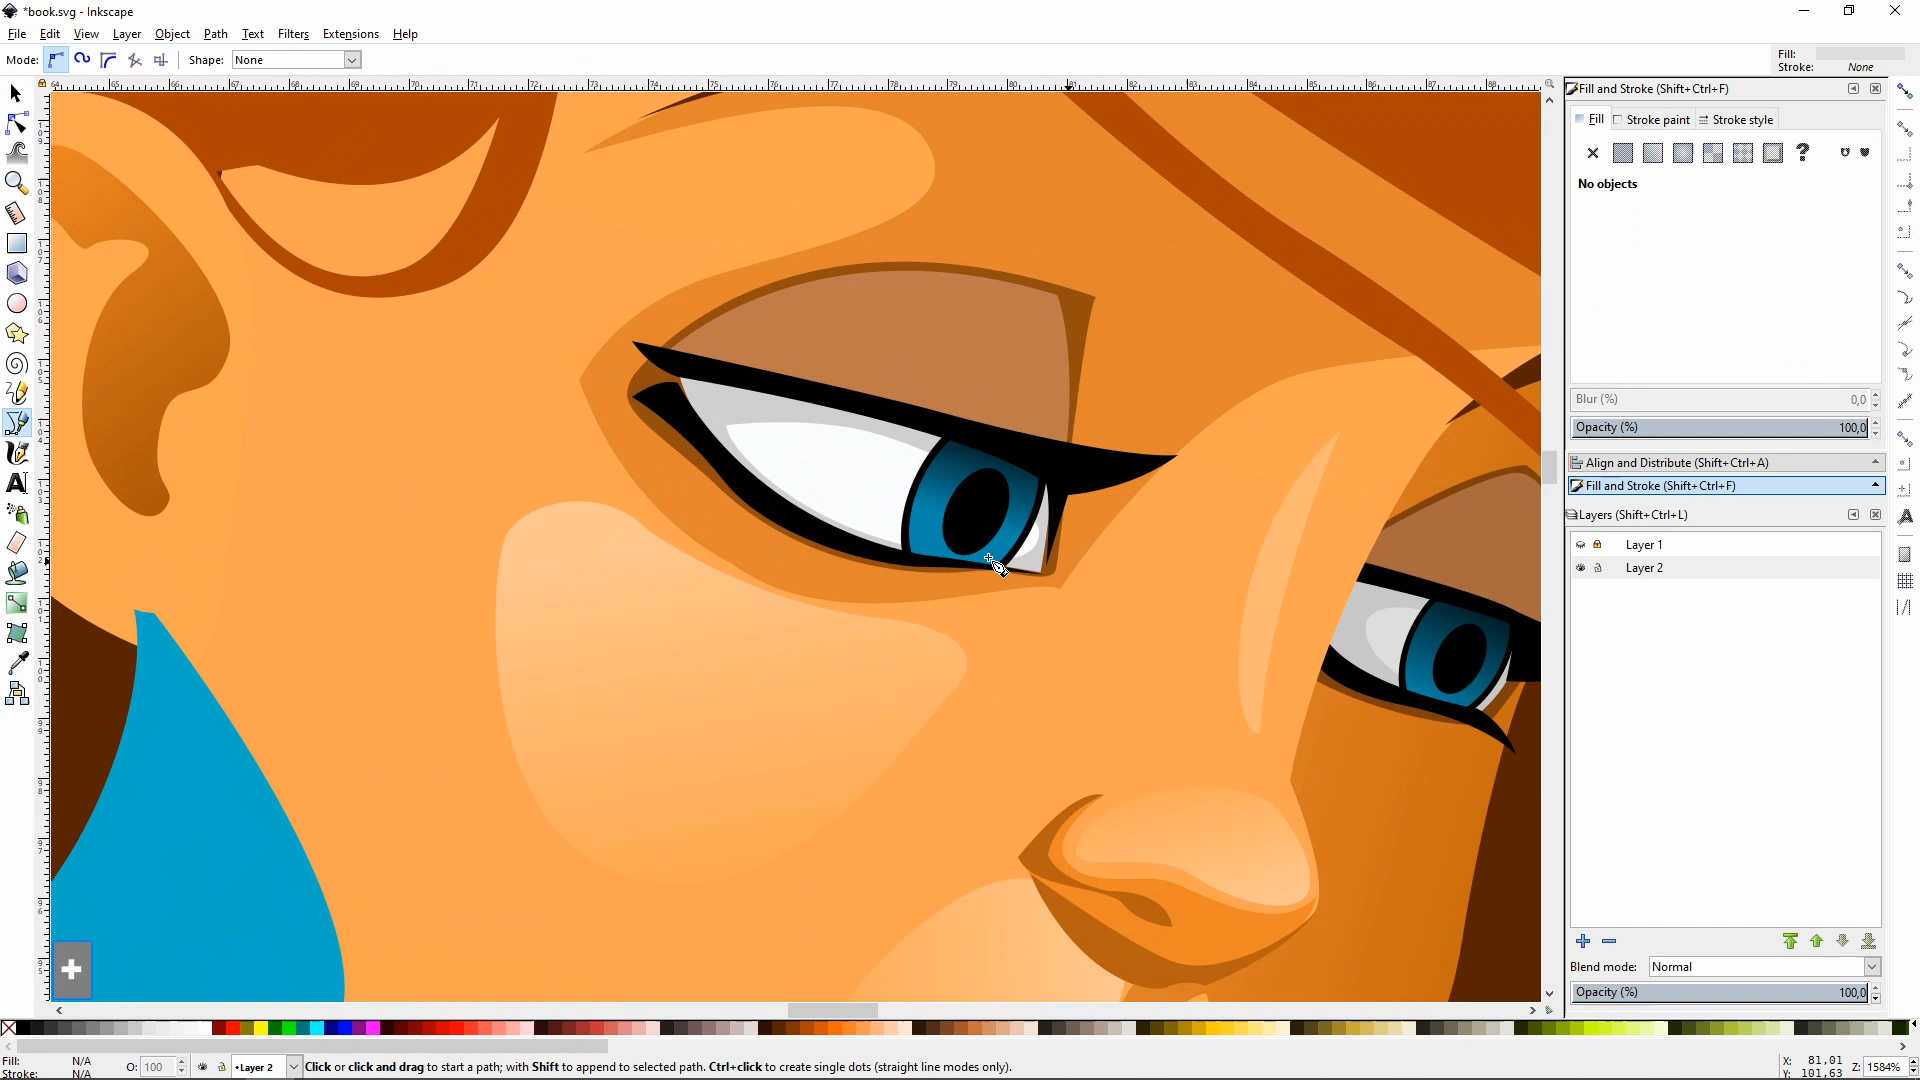 *book.svg - Inkscape
File Edit View Layer Object Path Text Filters Extensions Help
Mode: Shape: None
Fill:
Stroke: None
Fill and Stroke (Shift+Ctrl+F)
Fill Stroke paint Stroke style
No objects
Blur (%) 0,0
Opacity (%) 100,0
Align and Distribute (Shift+Ctrl+A)
Fill and Stroke (Shift+Ctrl+F)
Layers (Shift+Ctrl+L)
Layer 1
Layer 2
Blend mode: Normal
Opacity (%) 100,0
Fill: N/A
Stroke: N/A
O: 100
•Layer 2
Click or click and drag to start a path; with Shift to append to selected path. Ctrl+click to create single dots (straight line modes only).
X: 81,01
Y: 101,63
Z: 1584%